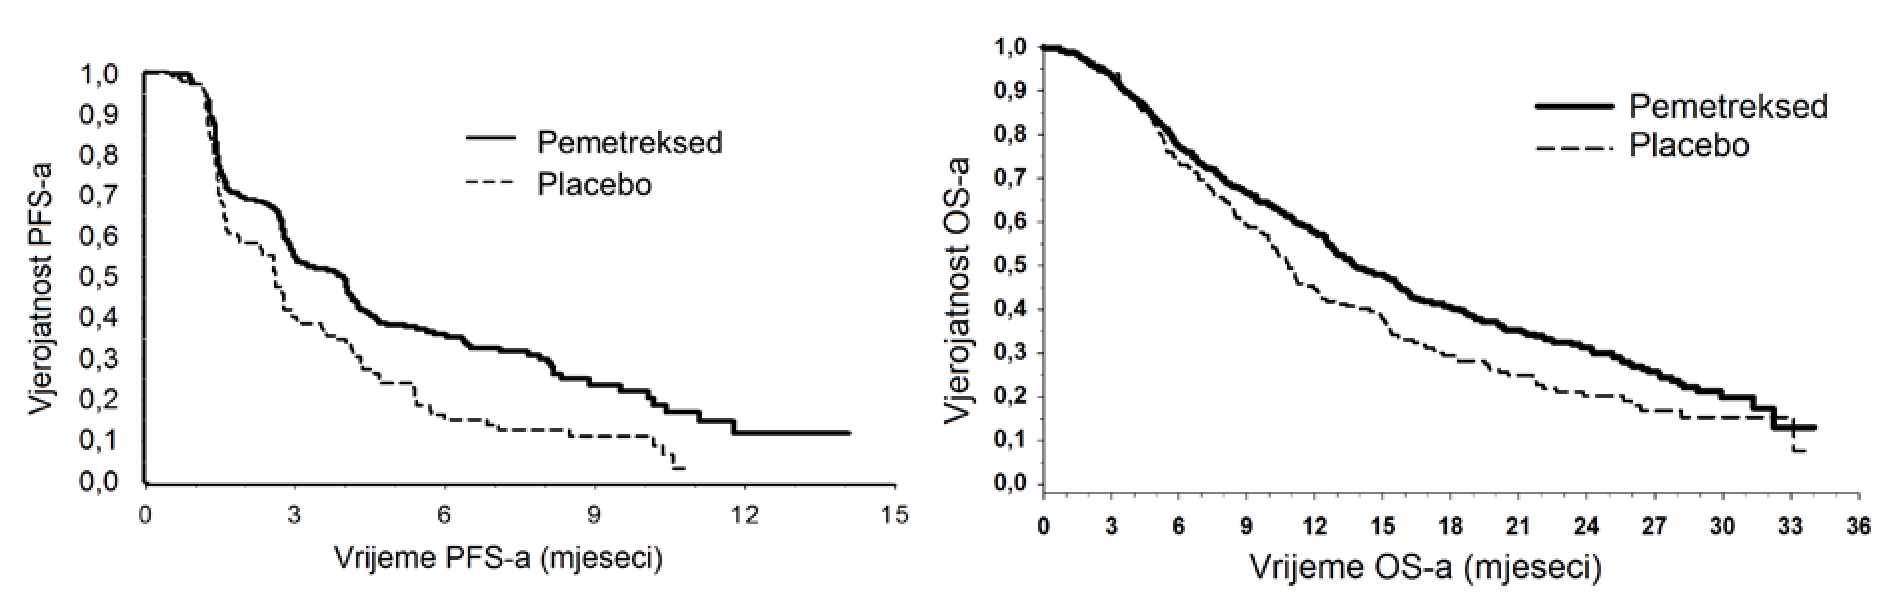 1,0
0,9
0,8
0,7
0,6
0,5
0,4
0,3
0,2
0,1
0,0
Vjerojatnost PFS-a
Pemetreksed
Placebo
0 3 6 9 12 15
Vrijeme PFS-a (mjeseci)
1,0
0,9
0,8
0,7
0,6
0,5
0,4
0,3
0,2
0,1
0,0
Vjerojatnost OS-a
Pemetreksed
Placebo
0 3 6 9 12 15 18 21 24 27 30 33 36
Vrijeme OS-a (mjeseci)